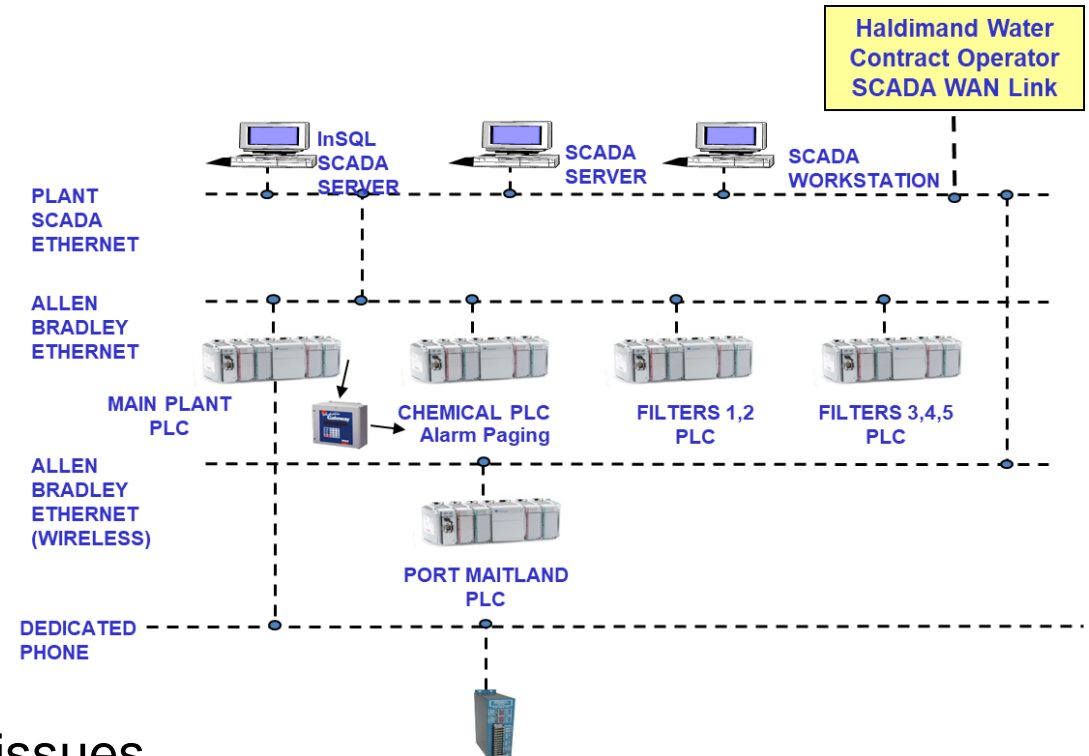 Haldimand Water
Contract Operator
SCADA WAN Link
InSQL
SCADA
SERVER
SCADA
SERVER
SCADA
WORKSTATION
PLANT
SCADA
ETHERNET
ALLEN
BRADLEY
ETHERNET
MAIN PLANT
PLC
CHEMICAL PLC
Alarm Paging
FILTERS 1,2
PLC
FILTERS 3,4,5
PLC
ALLEN
BRADLEY
ETHERNET
(WIRELESS)
PORT MAITLAND
PLC
DEDICATED
PHONE
issues